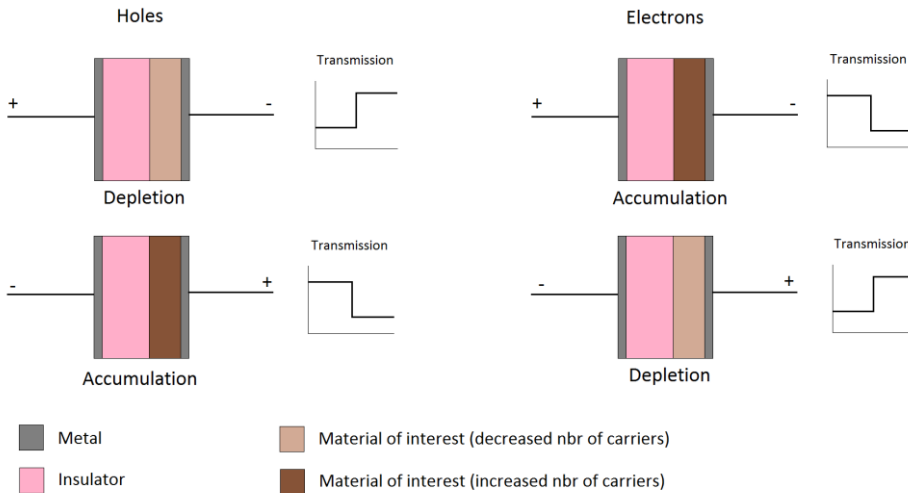 Holes
Electrons
Transmission
+
-
Depletion
Transmission
+
-
Accumulation
Transmission
-
+
Accumulation
Transmission
-
+
Depletion
Metal
Material of interest (decreased nbr of carriers)
Insulator
Material of interest (increased nbr of carriers)